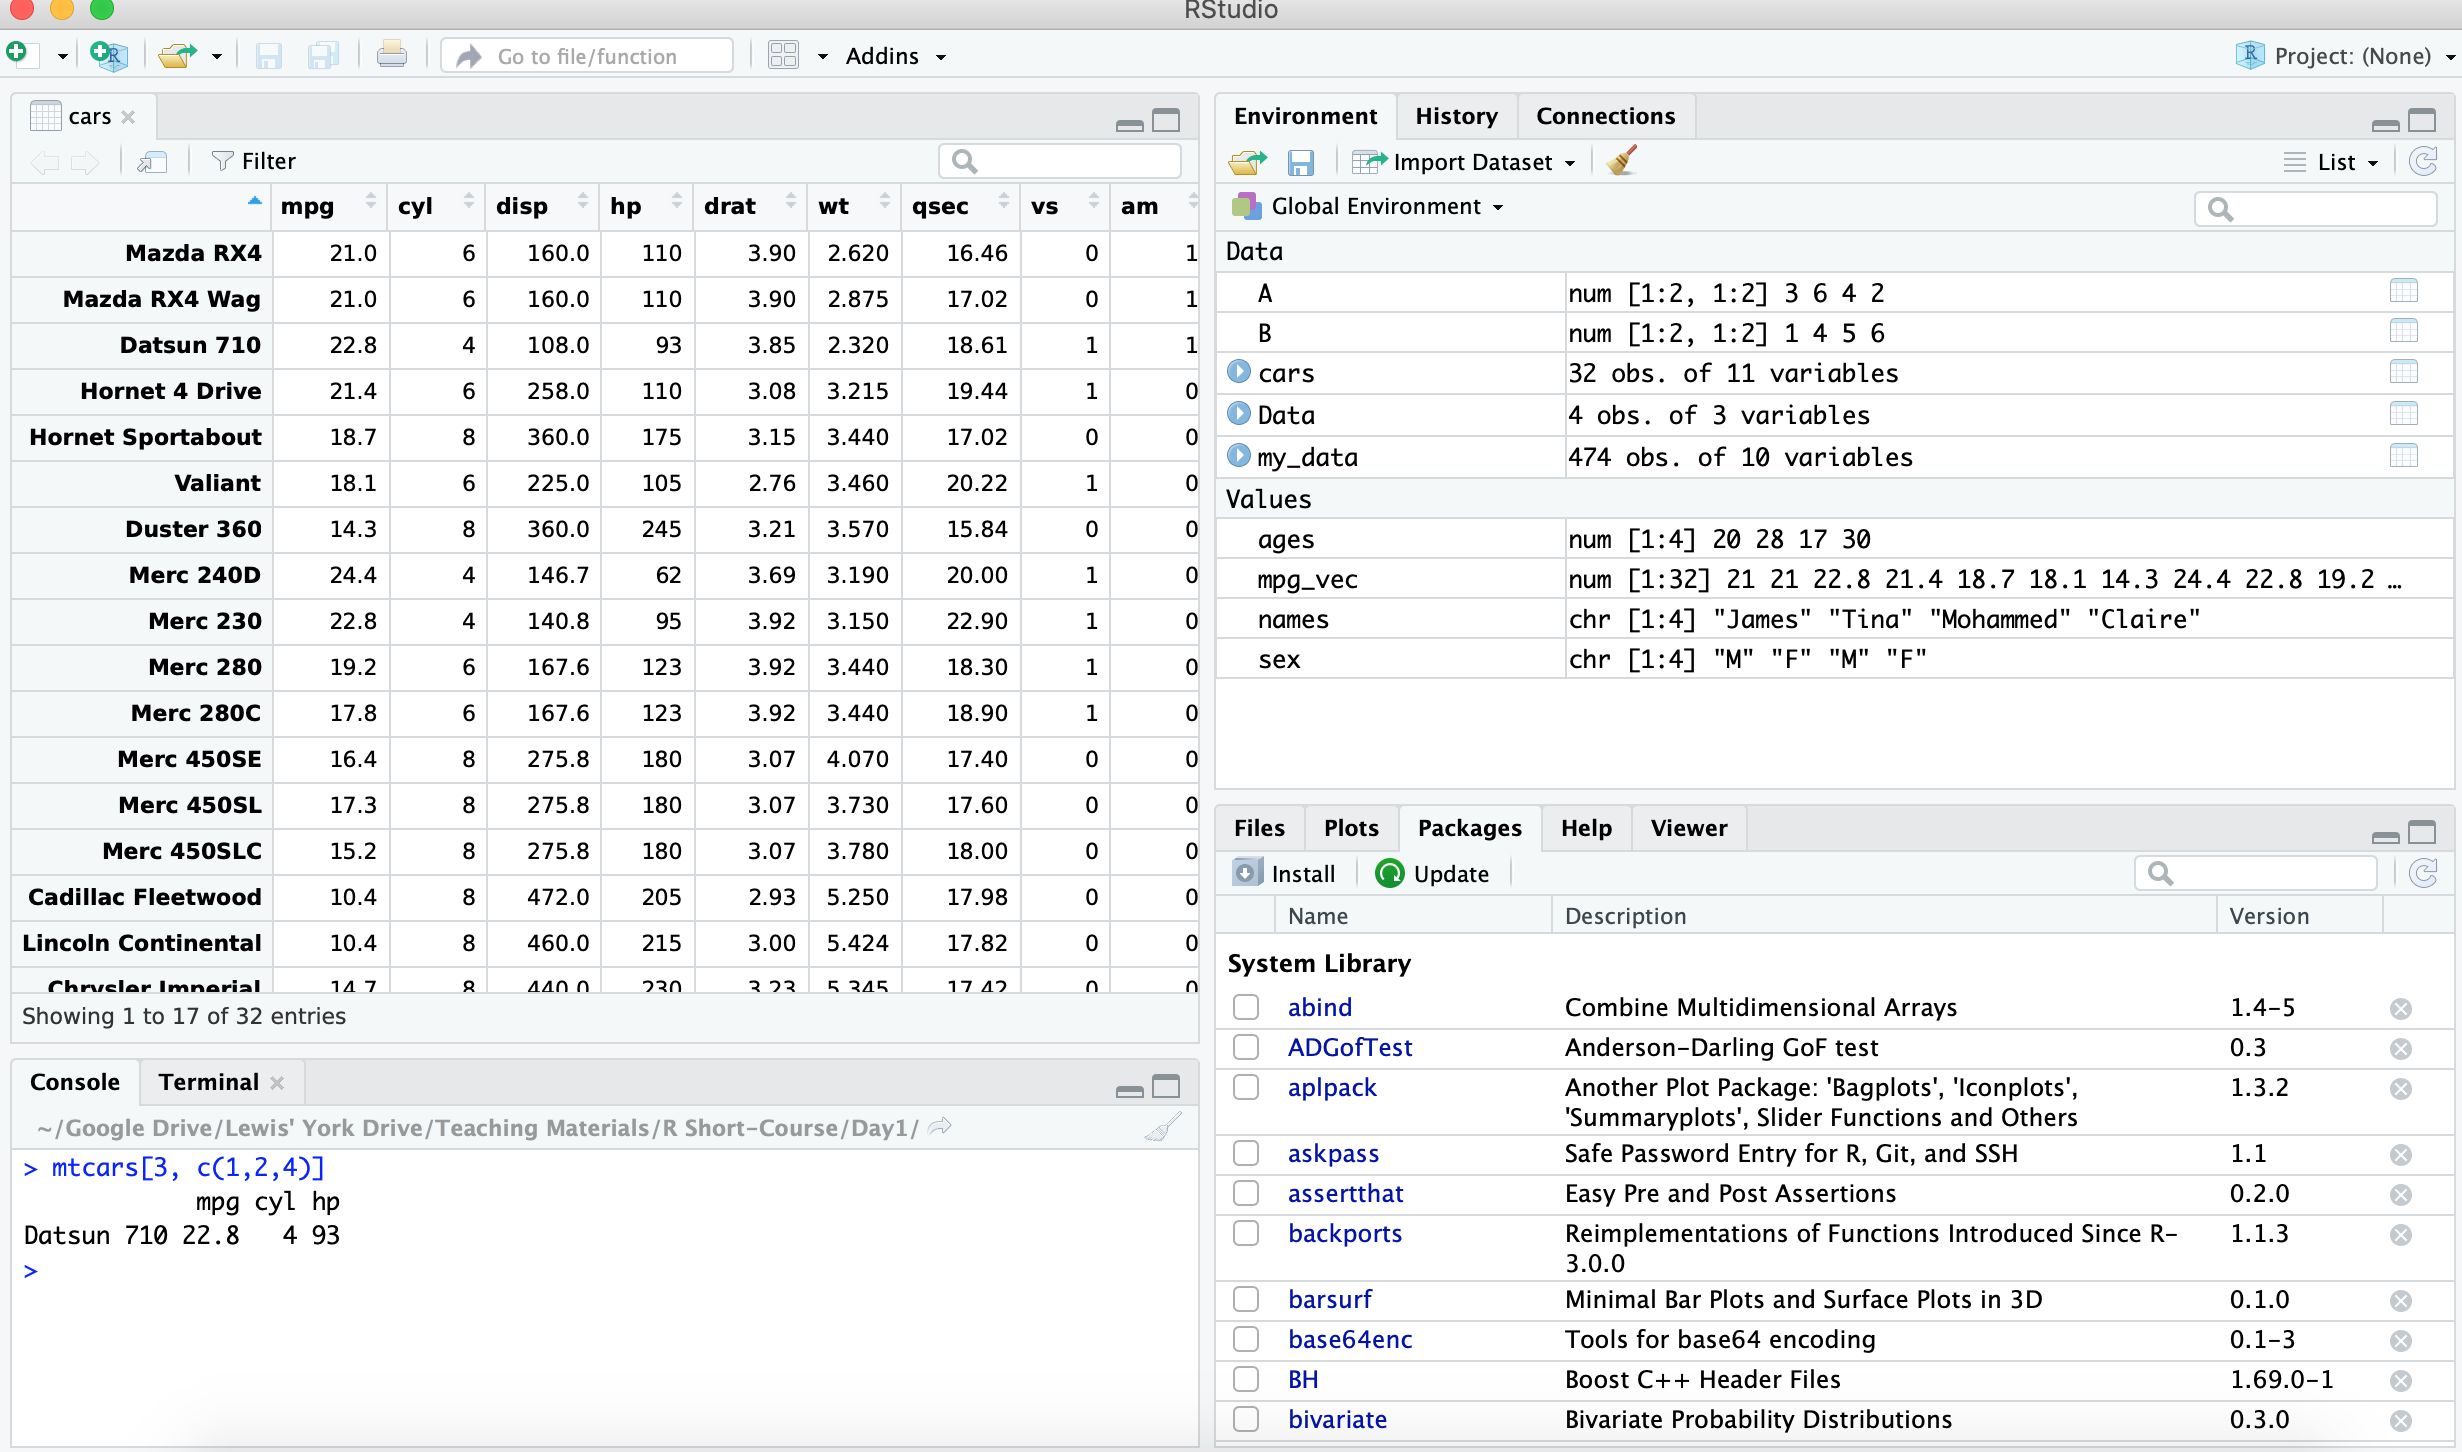 RStudio
Go to file/function
Addins
Project: (None)
cars
Filter
mpg cyl disp hp drat wt qsec vs am
Mazda RX4 21.0 6 160.0 110 3.90 2.620 16.46 0 1
Mazda RX4 Wag 21.0 6 160.0 110 3.90 2.875 17.02 0 1
Datsun 710 22.8 4 108.0 93 3.85 2.320 18.61 1 1
Hornet 4 Drive 21.4 6 258.0 110 3.08 3.215 19.44 1 0
Hornet Sportabout 18.7 8 360.0 175 3.15 3.440 17.02 0 0
Valiant 18.1 6 225.0 105 2.76 3.460 20.22 1 0
Duster 360 14.3 8 360.0 245 3.21 3.570 15.84 0 0
Merc 240D 24.4 4 146.7 62 3.69 3.190 20.00 1 0
Merc 230 22.8 4 140.8 95 3.92 3.150 22.90 1 0
Merc 280 19.2 6 167.6 123 3.92 3.440 18.30 1 0
Merc 280C 17.8 6 167.6 123 3.92 3.440 18.90 1 0
Merc 450SE 16.4 8 275.8 180 3.07 4.070 17.40 0 0
Merc 450SL 17.3 8 275.8 180 3.07 3.730 17.60 0 0
Merc 450SLC 15.2 8 275.8 180 3.07 3.780 18.00 0 0
Cadillac Fleetwood 10.4 8 472.0 205 2.93 5.250 17.98 0 0
Lincoln Continental 10.4 8 460.0 215 3.00 5.424 17.82 0 0
Chrysler Imperial 14.7 8 440.0 230 3.23 5.345 17.42 0 0
Showing 1 to 17 of 32 entries
Console Terminal
~/Google Drive/Lewis' York Drive/Teaching Materials/R Short-Course/Day1/
> mtcars[3, c(1,2,4)]
mpg cyl hp
Datsun 710 22.8 4 93
>
Environment History Connections
Import Dataset
List
Global Environment
Data
A num [1:2, 1:2] 3 6 4 2
B num [1:2, 1:2] 1 4 5 6
cars 32 obs. of 11 variables
Data 4 obs. of 3 variables
my_data 474 obs. of 10 variables
Values
ages num [1:4] 20 28 17 30
mpg_vec num [1:32] 21 21 22.8 21.4 18.7 18.1 14.3 24.4 22.8 19.2 …
names chr [1:4] "James" "Tina" "Mohammed" "Claire"
sex chr [1:4] "M" "F" "M" "F"
Files Plots Packages Help Viewer
Install Update
Name Description Version
System Library
abind Combine Multidimensional Arrays 1.4-5
ADGofTest Anderson-Darling GoF test 0.3
aplpack Another Plot Package: 'Bagplots', 'Iconplots', 1.3.2
'Summaryplots', Slider Functions and Others
askpass Safe Password Entry for R, Git, and SSH 1.1
assertthat Easy Pre and Post Assertions 0.2.0
backports Reimplementations of Functions Introduced Since R- 1.1.3
3.0.0
barsurf Minimal Bar Plots and Surface Plots in 3D 0.1.0
base64enc Tools for base64 encoding 0.1-3
BH Boost C++ Header Files 1.69.0-1
bivariate Bivariate Probability Distributions 0.3.0